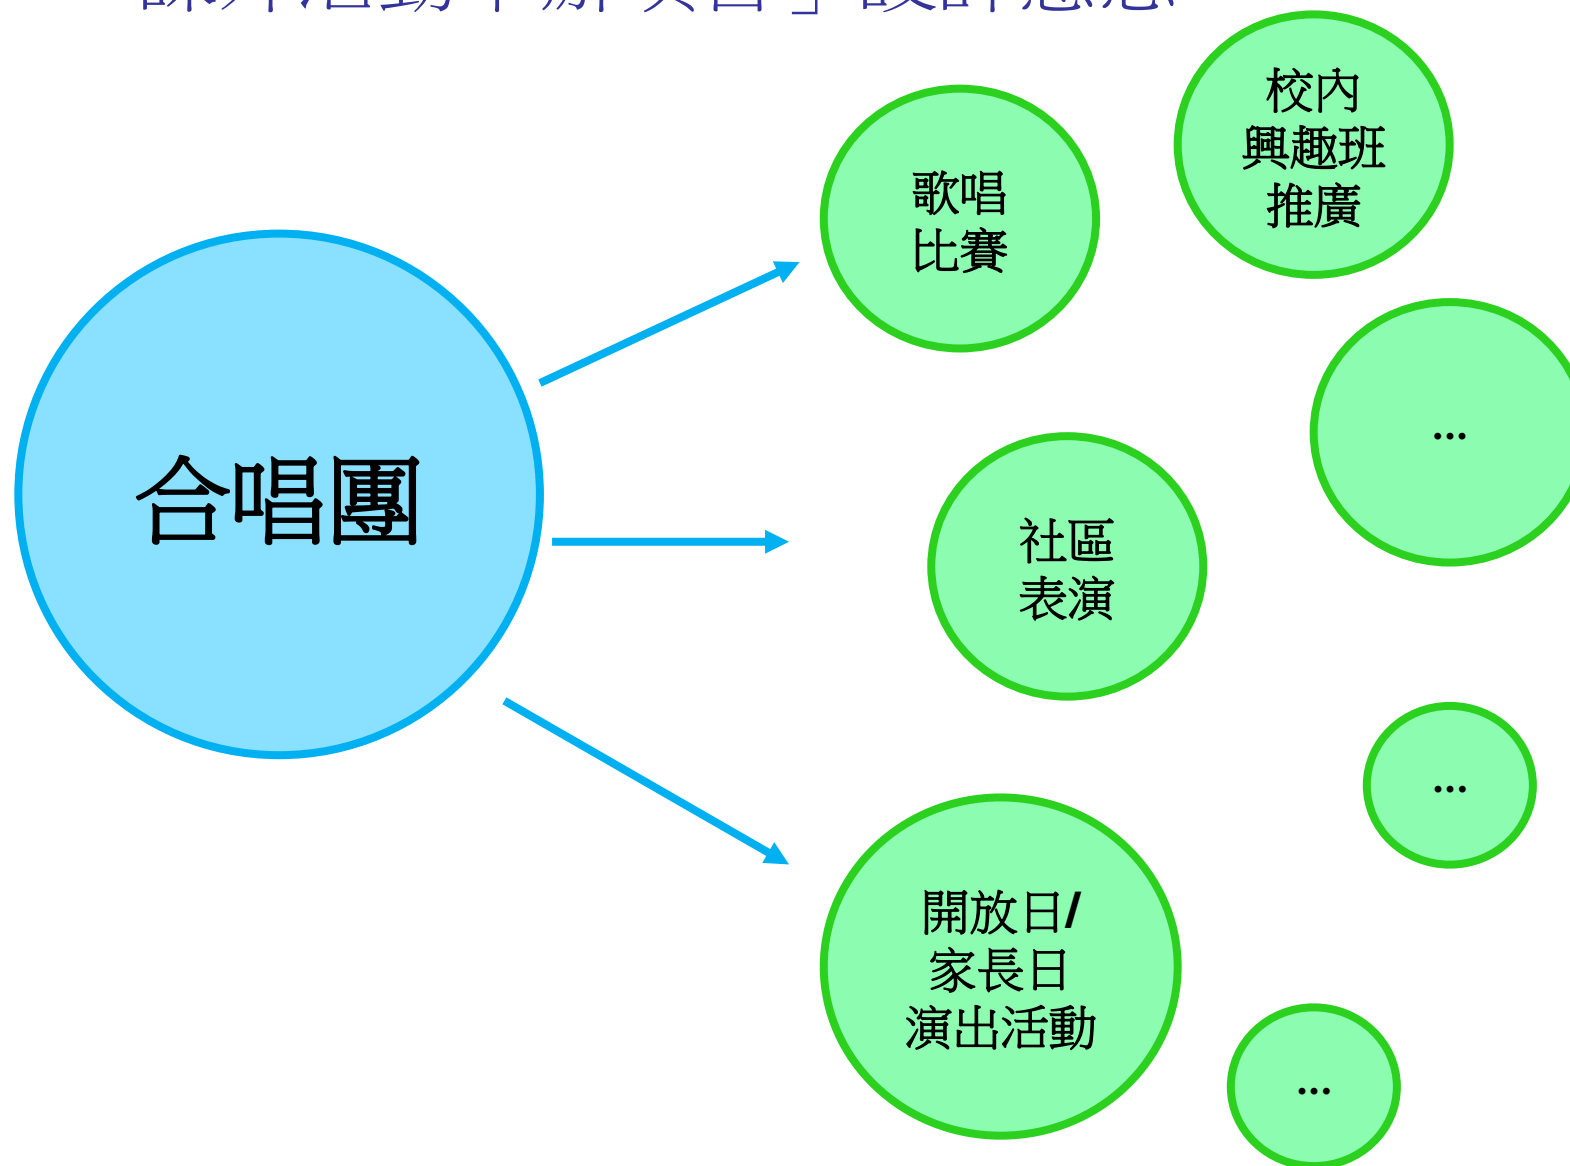 合唱團
歌唱
比賽
校內
興趣班
推廣
...
社區
表演
...
開放日/
家長日
演出活動
...